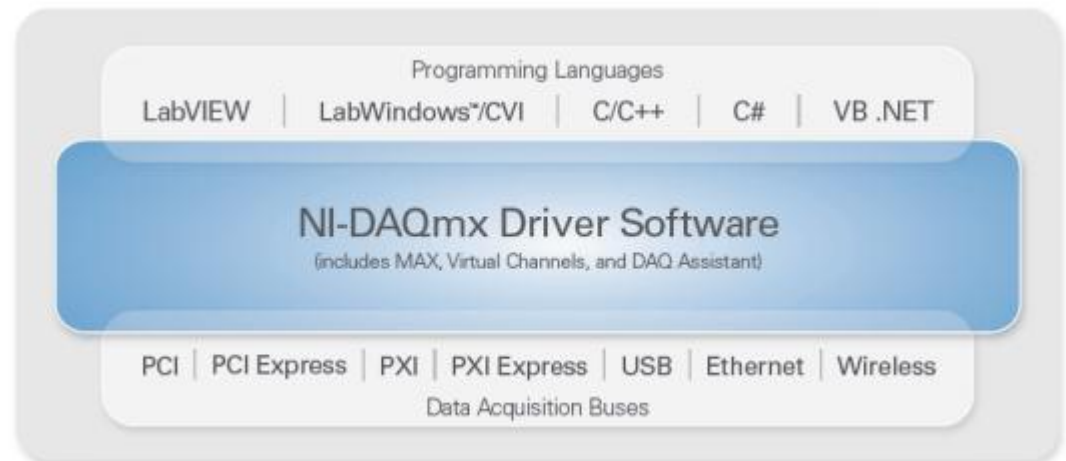 Programming Languages
LabVIEW | LabWindows™/CVI | C/C++ | C# | VB .NET
NI-DAQmx Driver Software
(includes MAX, Virtual Channels, and DAQ Assistant)
PCI | PCI Express | PXI | PXI Express | USB | Ethernet | Wireless
Data Acquisition Buses